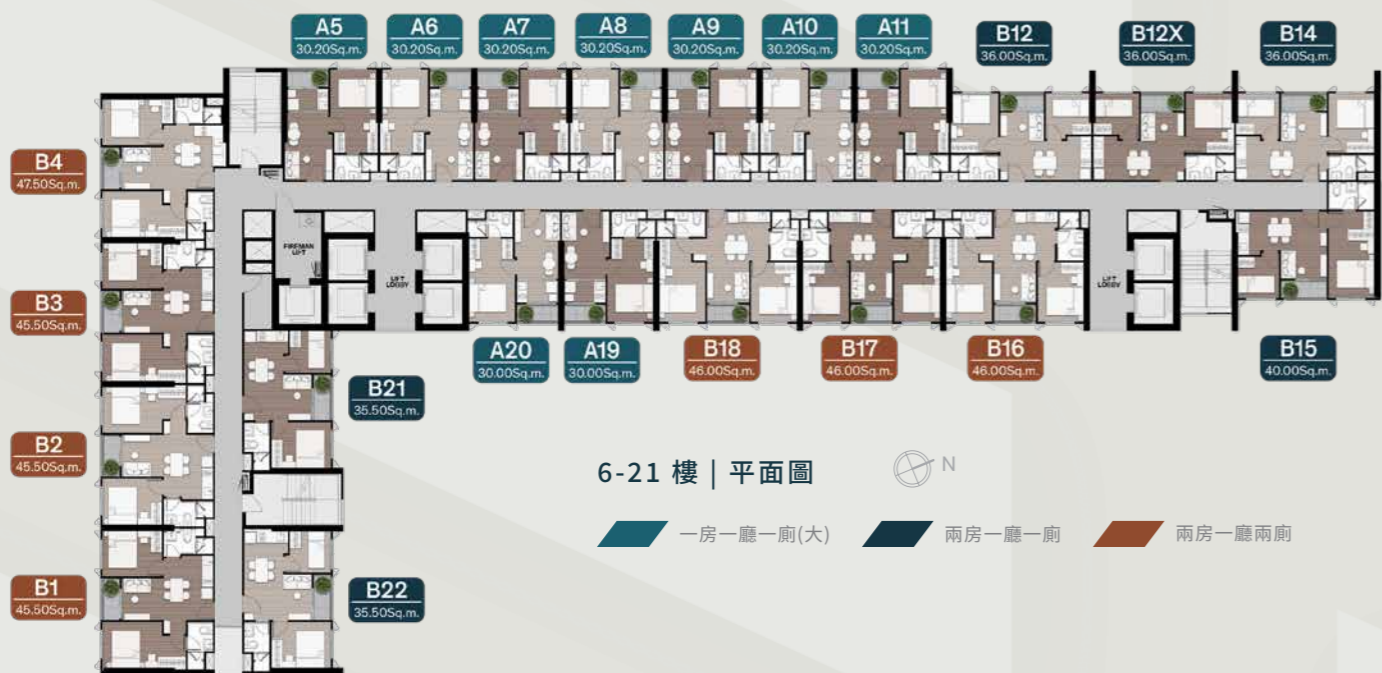 A5
30.20Sq.m.
A6
30.20Sq.m.
A7
30.20Sq.m.
A8
30.20Sq.m.
A9
30.20Sq.m.
A10
30.20Sq.m.
A11
30.20Sq.m.
B12
36.00Sq.m.
B12X
36.00Sq.m.
B14
36.00Sq.m.
B4
47.50Sq.m.
B3
45.50Sq.m.
B2
45.50Sq.m.
B1
45.50Sq.m.
FIREMAN
LIFT
LIFT
LOBBY
LIFT
LOBBY
A20
30.00Sq.m.
A19
30.00Sq.m.
B18
46.00Sq.m.
B17
46.00Sq.m.
B16
46.00Sq.m.
B15
40.00Sq.m.
B21
35.50Sq.m.
B22
35.50Sq.m.
6-21 樓 | 平面圖
N
一房一廳一廁(大)
兩房一廳一廁
兩房一廳兩廁